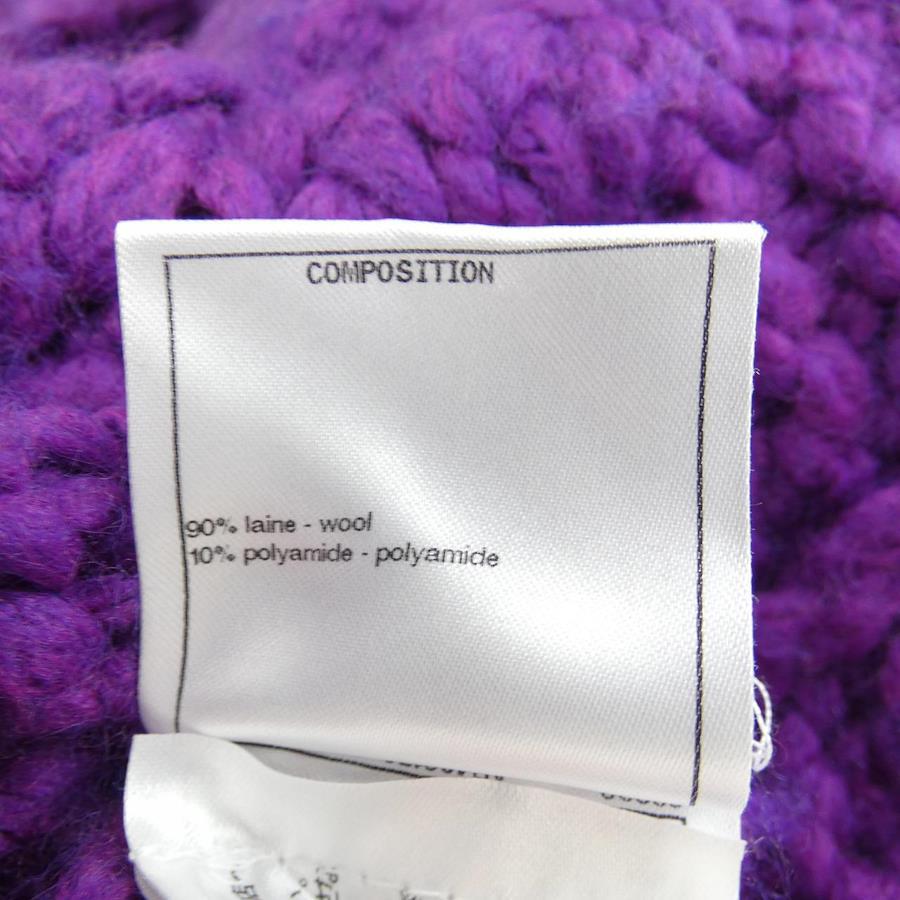 COMPOSITION
90% laine - wool
10% polyamide - polyamide